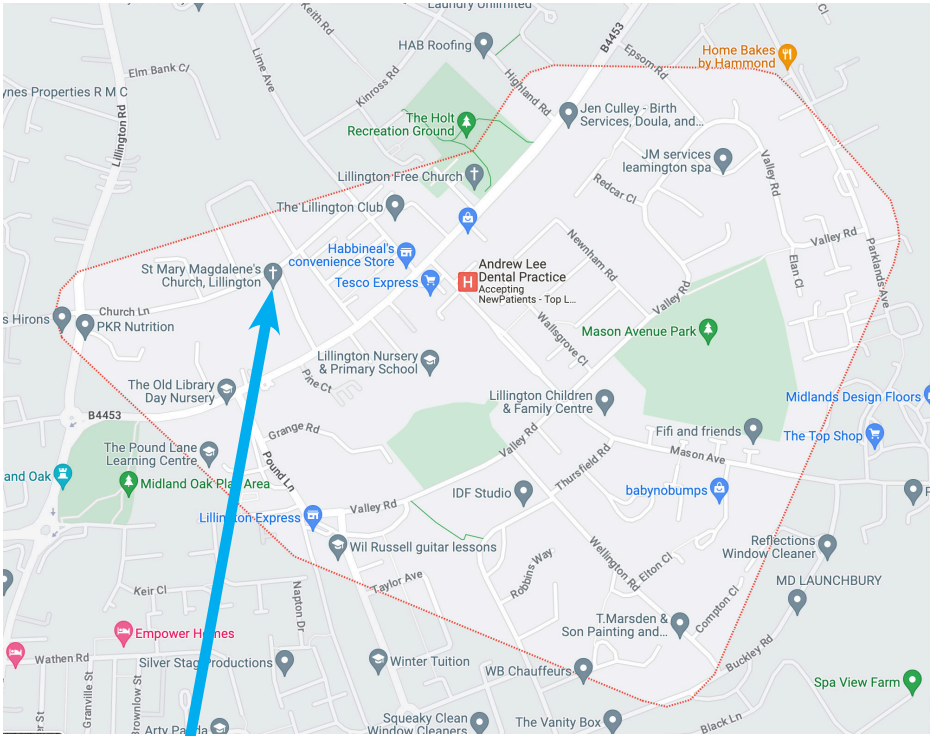 Laundry Unlimited
Keith Rd
Cl
B4453
HAB Roofing
Epsom Rd
Home Bakes
by Hammond
Lime Ave
Elm Bank Cl
Kinross Rd
Highland Rd
ynes Properties R M C
Lillington Rd
The Holt
Recreation Ground
Jen Culley - Birth
Services, Doula, and...
JM services
leamington spa
Valley Rd
Lillington Free Church
Redcar Cl
The Lillington Club
Newnham Rd
Valley Rd
Parklands Ave
Elan Cl
Habbineal's
convenience Store
St Mary Magdalene's
Church, Lillington
Tesco Express
H
Andrew Lee
Dental Practice
Accepting
NewPatients - Top L...
Valley Rd
s Hirons
Church Ln
PKR Nutrition
Wallsgrove Cl
Mason Avenue Park
Lillington Nursery
& Primary School
Pine Ct
The Old Library
Day Nursery
Lillington Children
& Family Centre
Midlands Design Floors
B4453
Grange Rd
Valley Rd
Fifi and friends
The Top Shop
The Pound Lane
Learning Centre
Mason Ave
Pound Ln
Thursfield Rd
and Oak
Midland Oak Play Area
IDF Studio
babynobumps
Valley Rd
Lillington Express
Wil Russell guitar lessons
Reflections
Window Cleaner
Wellington Rd
Elton Cl
Robbins Way
MD LAUNCHBURY
Taylor Ave
Keir Cl
Napton Dr
Compton Cl
T.Marsden &
Son Painting and...
Empower Homes
Wathen Rd
Silver Stag Productions
Winter Tuition
WB Chauffeurs
Buckley Rd
Spa View Farm
Granville St
Brownlow St
er St
Squeaky Clean
Window Cleaners
The Vanity Box
Black Ln
Arty Panda